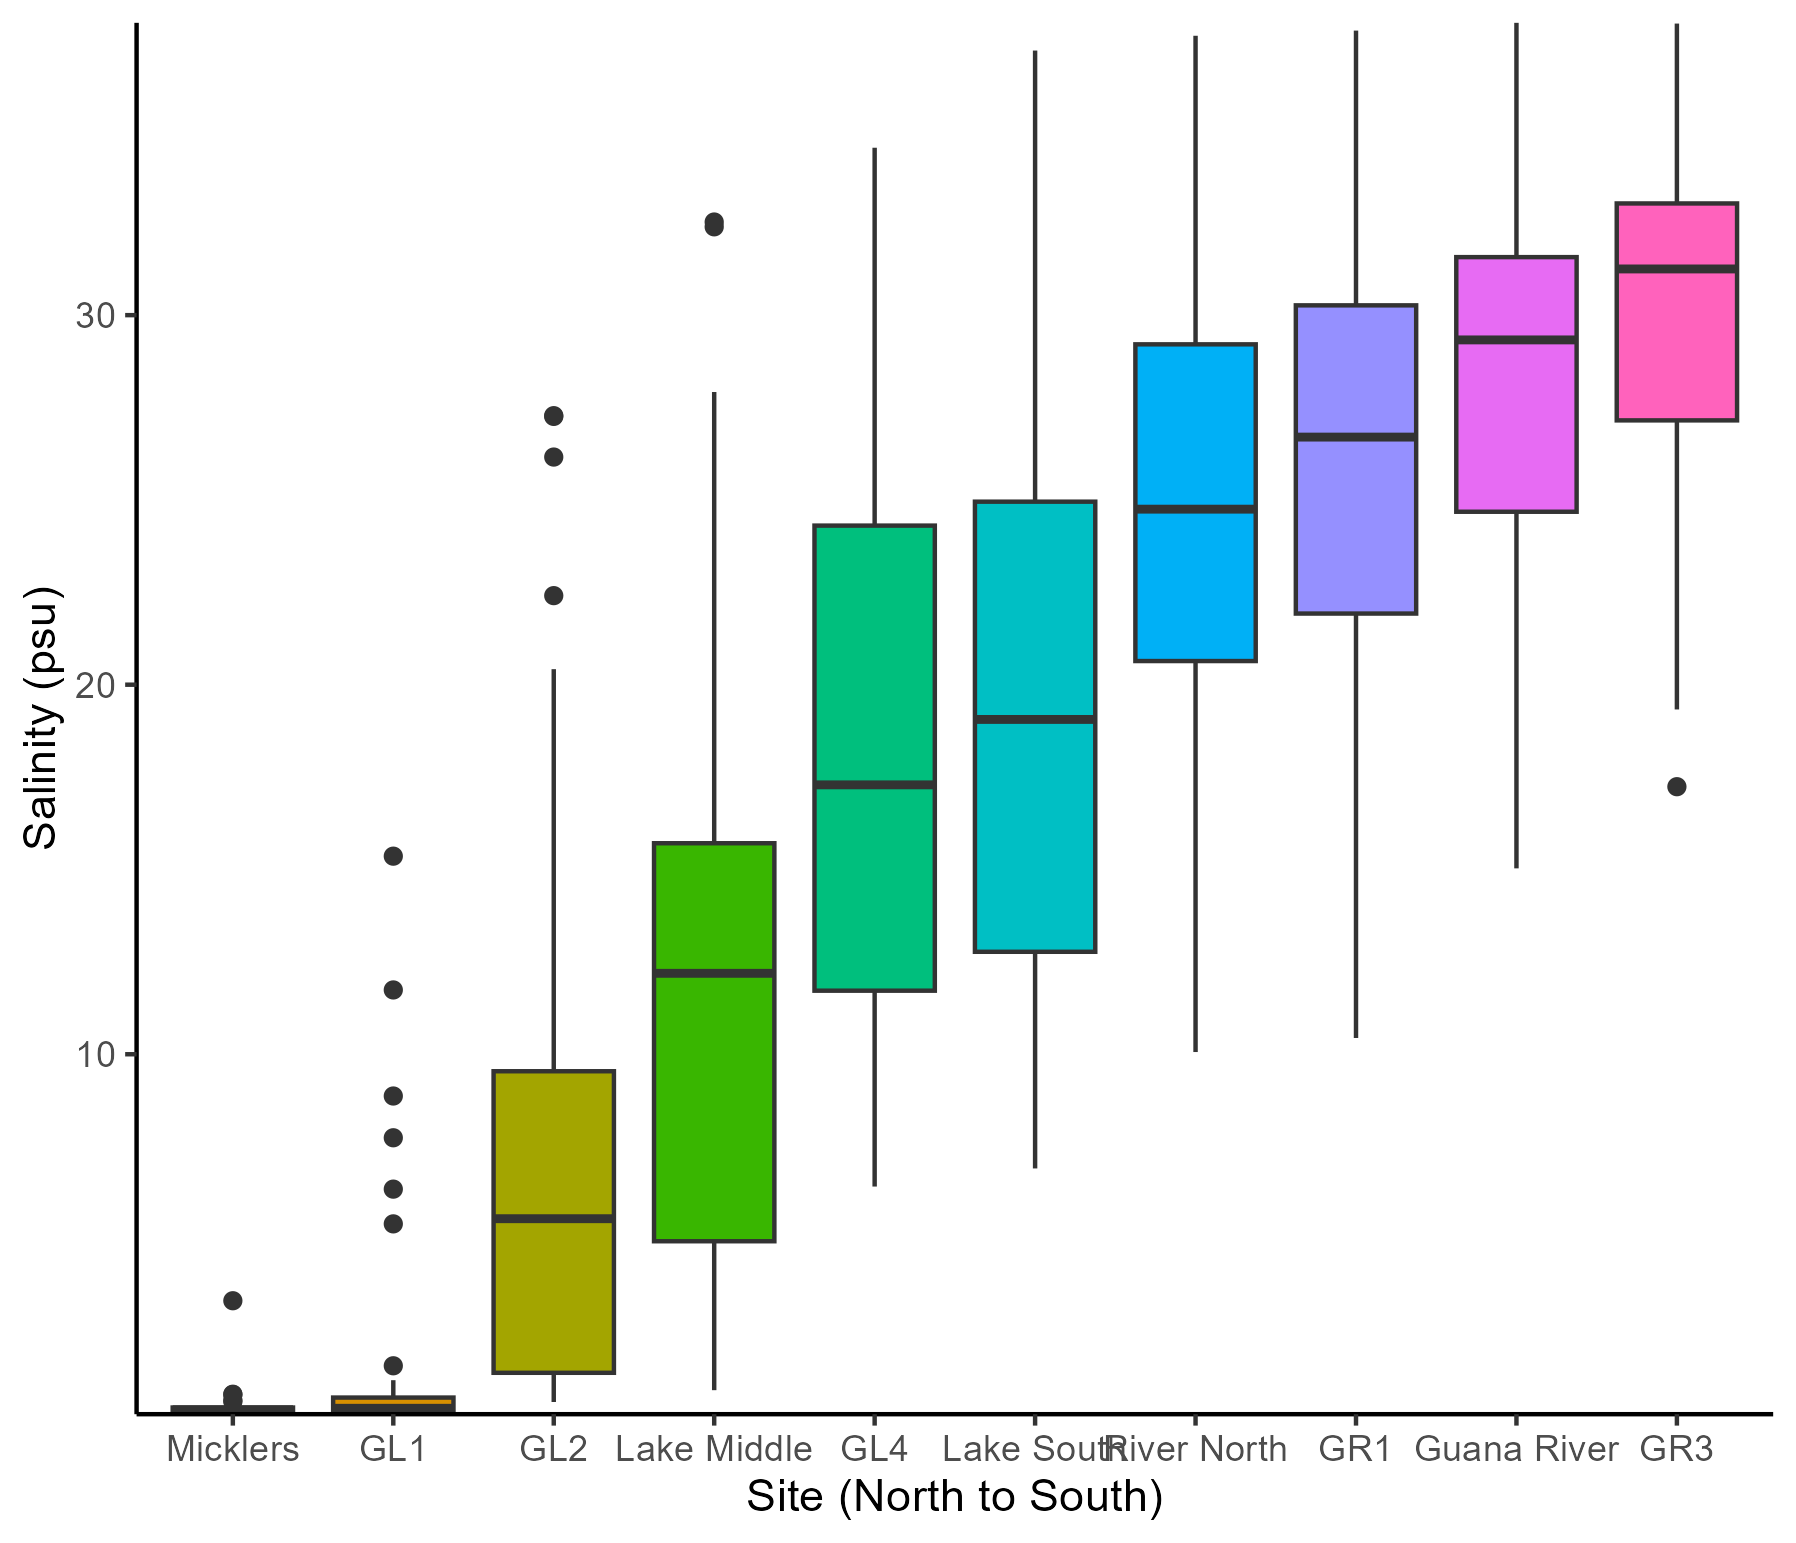 Salinity (psu)
30
20
10
Micklers GL1 GL2 Lake Middle GL4 Lake South River North GR1 Guana River GR3
Site (North to South)